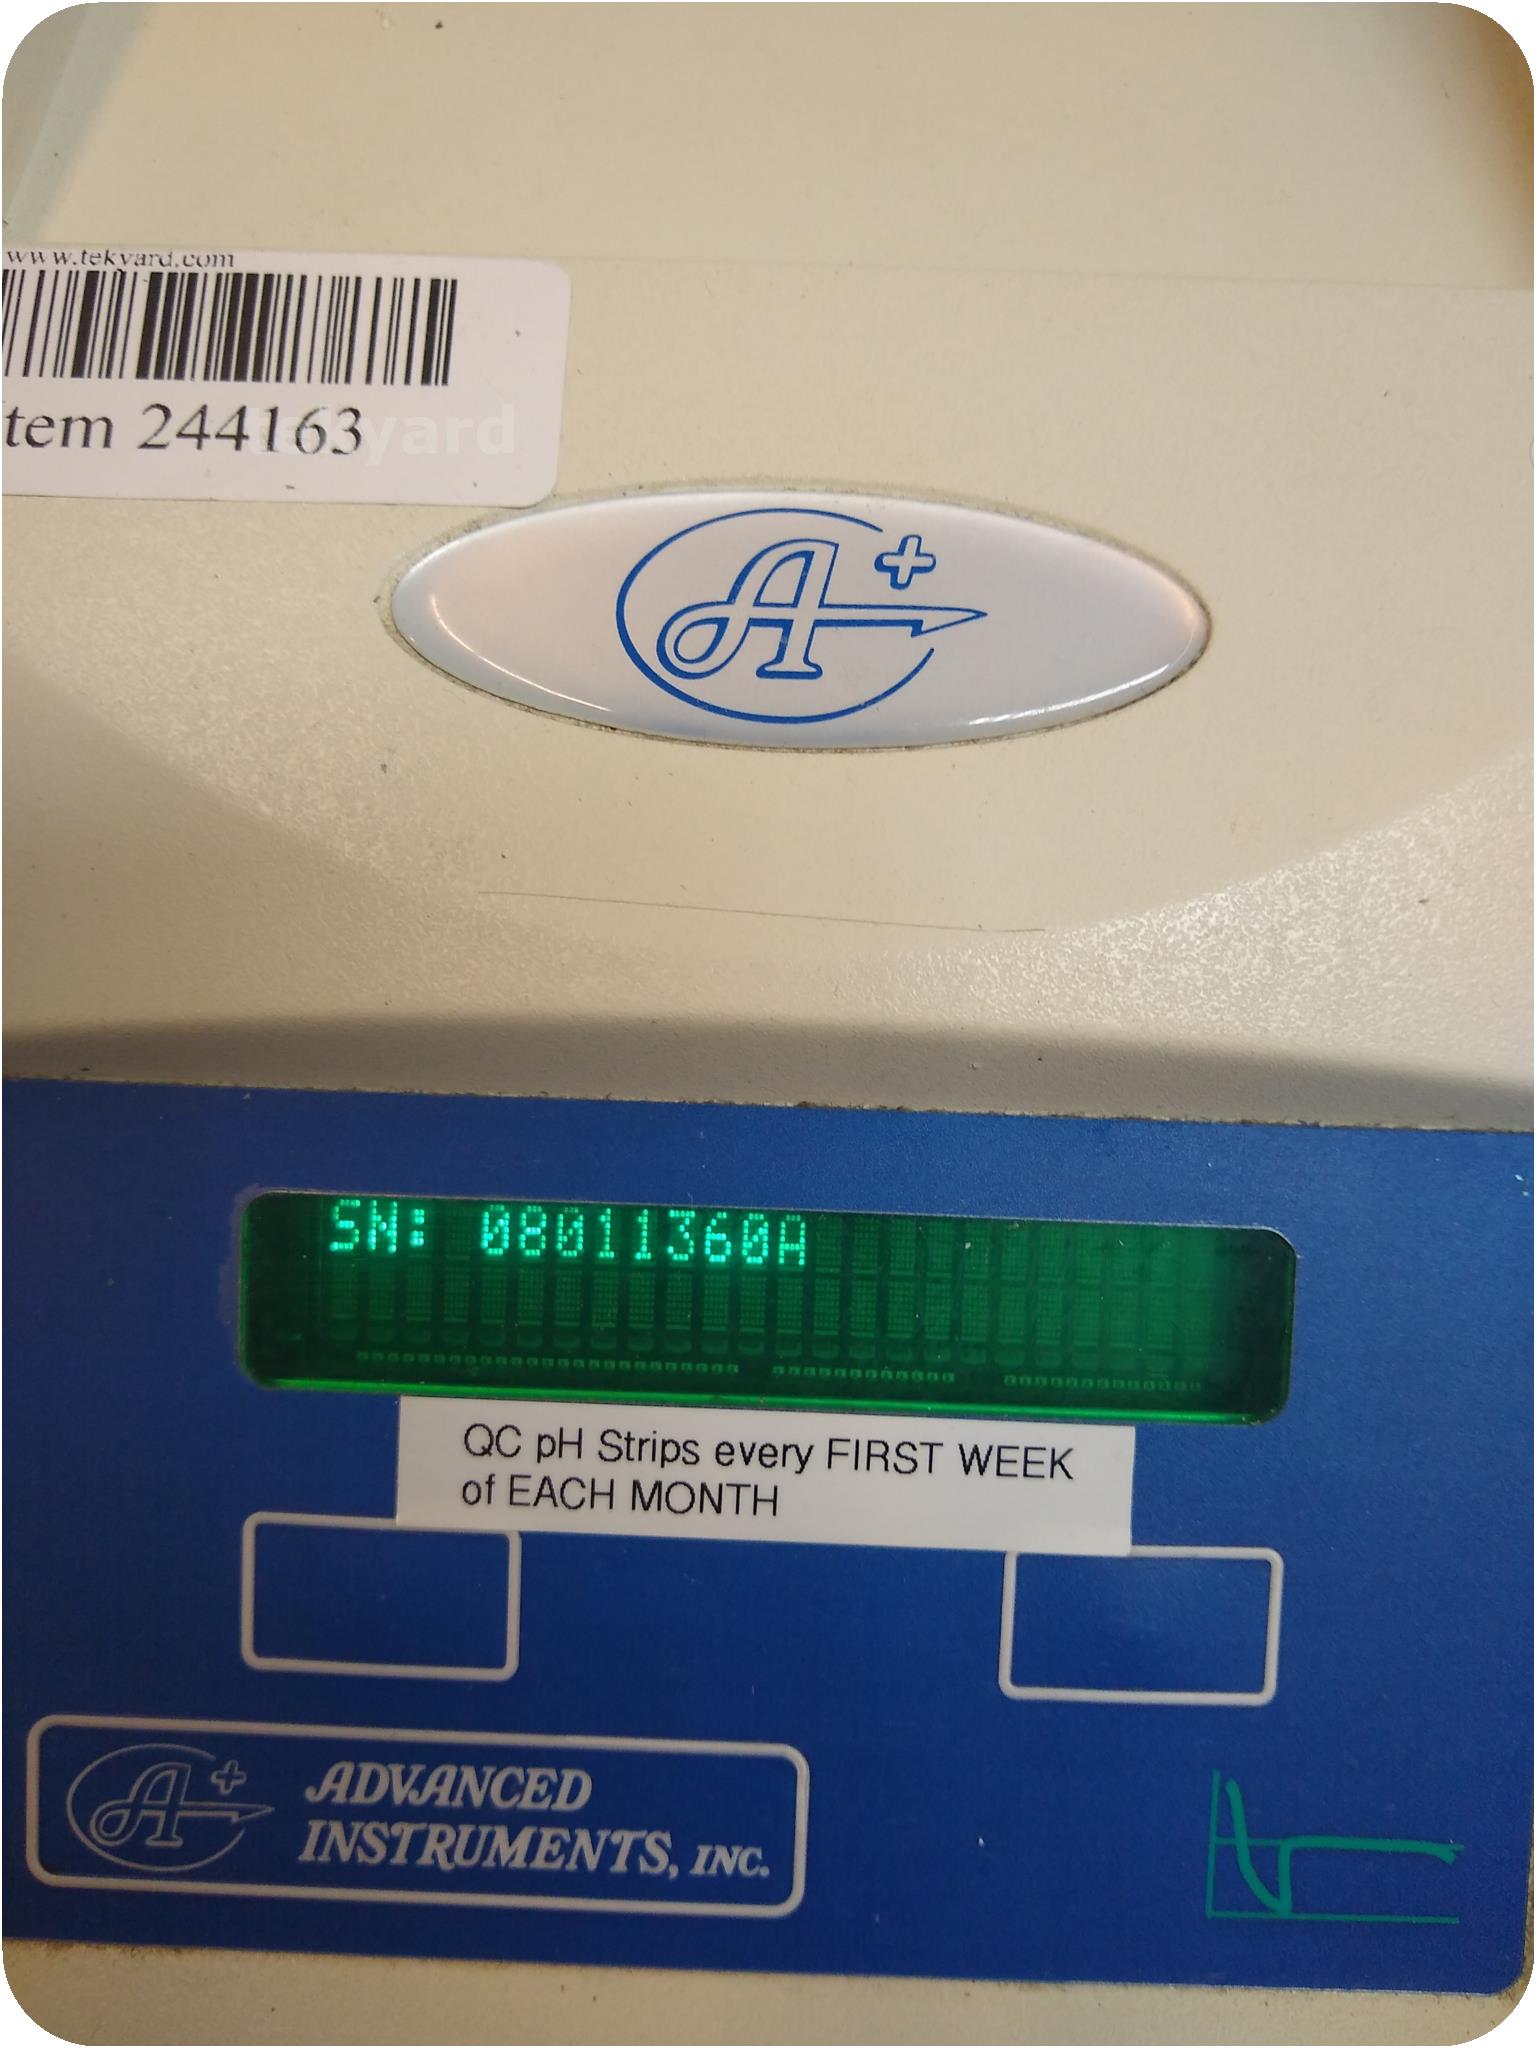 www.tekyard.com
tem 244163
yard
A+
SN: 08011360A
QC pH Strips every FIRST WEEK
of EACH MONTH
A+ ADVANCED
INSTRUMENTS, INC.